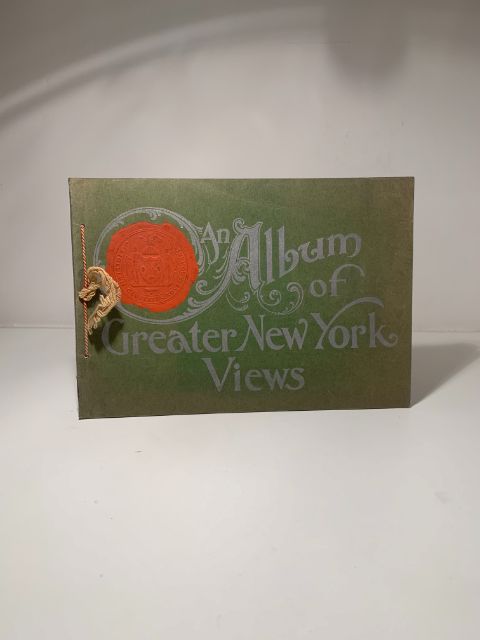 An Album
of
Greater New York
Views